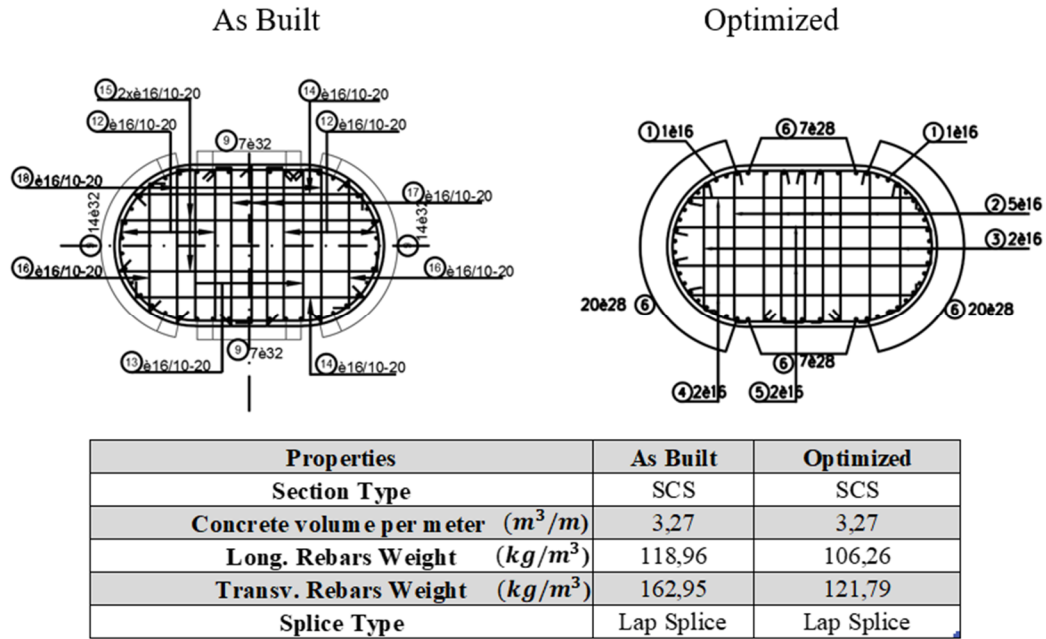 As Built
Optimized
15 2xè16/10-20
14 è16/10-20
12 è16/10-20
12 è16/10-20
9 7è32
18 è16/10-20
17 è16/10-20
14è32
14è32
16 è16/10-20
16 è16/10-20
9 7è32
13 è16/10-20
14 è16/10-20
6 7è28
1 1è16
1 1è16
2 5è16
3 2è16
20è28 6
6 20è28
6 7è28
4 2è16
5 2è16
Properties As Built Optimized
Section Type SCS SCS
Concrete volume per meter (m³/m) 3,27 3,27
Long. Rebars Weight (kg/m³) 118,96 106,26
Transv. Rebars Weight (kg/m³) 162,95 121,79
Splice Type Lap Splice Lap Splice